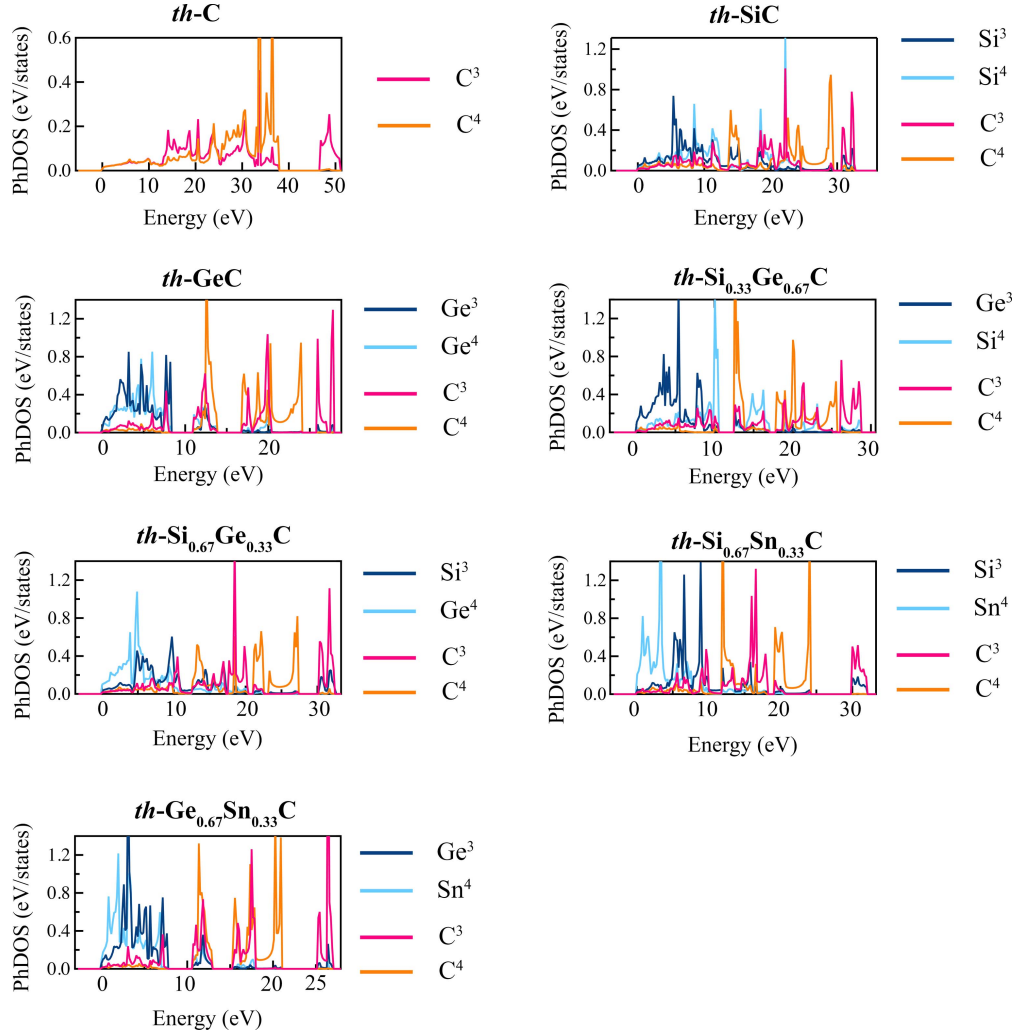 th-C
PhDOS (eV/states)
0.6
0.4
0.2
0.0
0 10 20 30 40 50
Energy (eV)
C³
C⁴
th-SiC
PhDOS (eV/states)
1.2
0.8
0.4
0.0
0 10 20 30
Energy (eV)
Si³
Si⁴
C³
C⁴
th-GeC
PhDOS (eV/states)
1.2
0.8
0.4
0.0
0 10 20
Energy (eV)
Ge³
Ge⁴
C³
C⁴
th-Si₀.₃₃Ge₀.₆₇C
PhDOS (eV/states)
1.2
0.8
0.4
0.0
0 10 20 30
Energy (eV)
Ge³
Si⁴
C³
C⁴
th-Si₀.₆₇Ge₀.₃₃C
PhDOS (eV/states)
1.2
0.8
0.4
0.0
0 10 20 30
Energy (eV)
Si³
Ge⁴
C³
C⁴
th-Si₀.₆₇Sn₀.₃₃C
PhDOS (eV/states)
1.2
0.8
0.4
0.0
0 10 20 30
Energy (eV)
Si³
Sn⁴
C³
C⁴
th-Ge₀.₆₇Sn₀.₃₃C
PhDOS (eV/states)
1.2
0.8
0.4
0.0
0 10 20 25
Energy (eV)
Ge³
Sn⁴
C³
C⁴